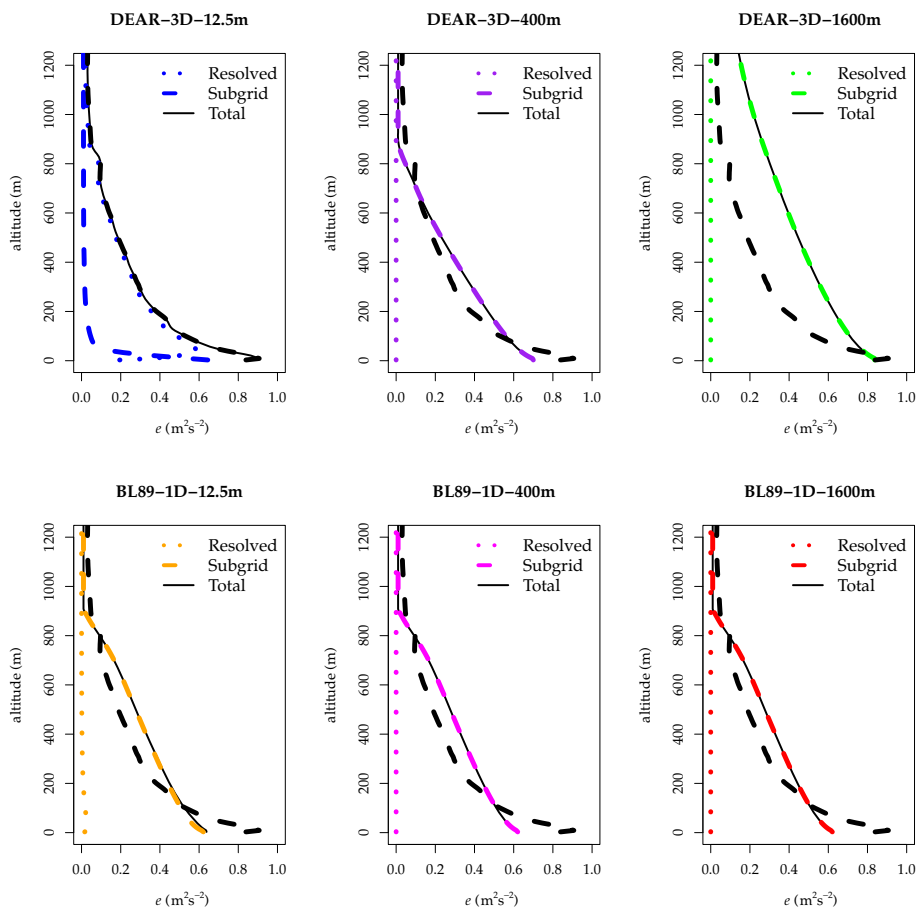 DEAR−3D−12.5m
Resolved
Subgrid
Total
altitude (m)
0 200 400 600 800 1000 1200
0.0 0.2 0.4 0.6 0.8 1.0
e (m²s⁻²)
DEAR−3D−400m
Resolved
Subgrid
Total
altitude (m)
0 200 400 600 800 1000 1200
0.0 0.2 0.4 0.6 0.8 1.0
e (m²s⁻²)
DEAR−3D−1600m
Resolved
Subgrid
Total
altitude (m)
0 200 400 600 800 1000 1200
0.0 0.2 0.4 0.6 0.8 1.0
e (m²s⁻²)
BL89−1D−12.5m
Resolved
Subgrid
Total
altitude (m)
0 200 400 600 800 1000 1200
0.0 0.2 0.4 0.6 0.8 1.0
e (m²s⁻²)
BL89−1D−400m
Resolved
Subgrid
Total
altitude (m)
0 200 400 600 800 1000 1200
0.0 0.2 0.4 0.6 0.8 1.0
e (m²s⁻²)
BL89−1D−1600m
Resolved
Subgrid
Total
altitude (m)
0 200 400 600 800 1000 1200
0.0 0.2 0.4 0.6 0.8 1.0
e (m²s⁻²)